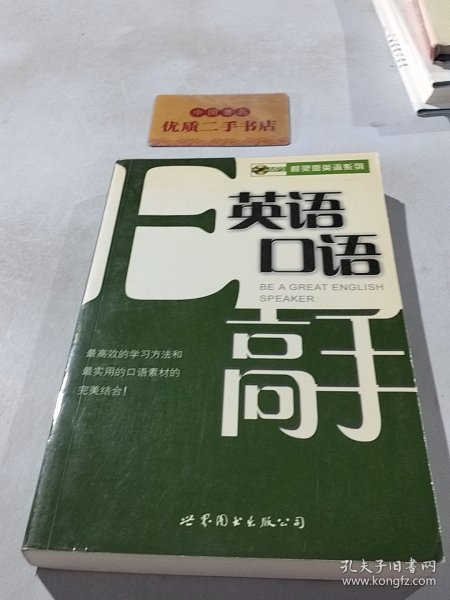 优质二手书店
超灵泉英语系列
英语
口语
BE A GREAT ENGLISH
SPEAKER
高手
最高效的学习方法和
最实用的口语素材的
完美结合!
世界图书出版公司
孔夫子旧书网
www.kongfz.com